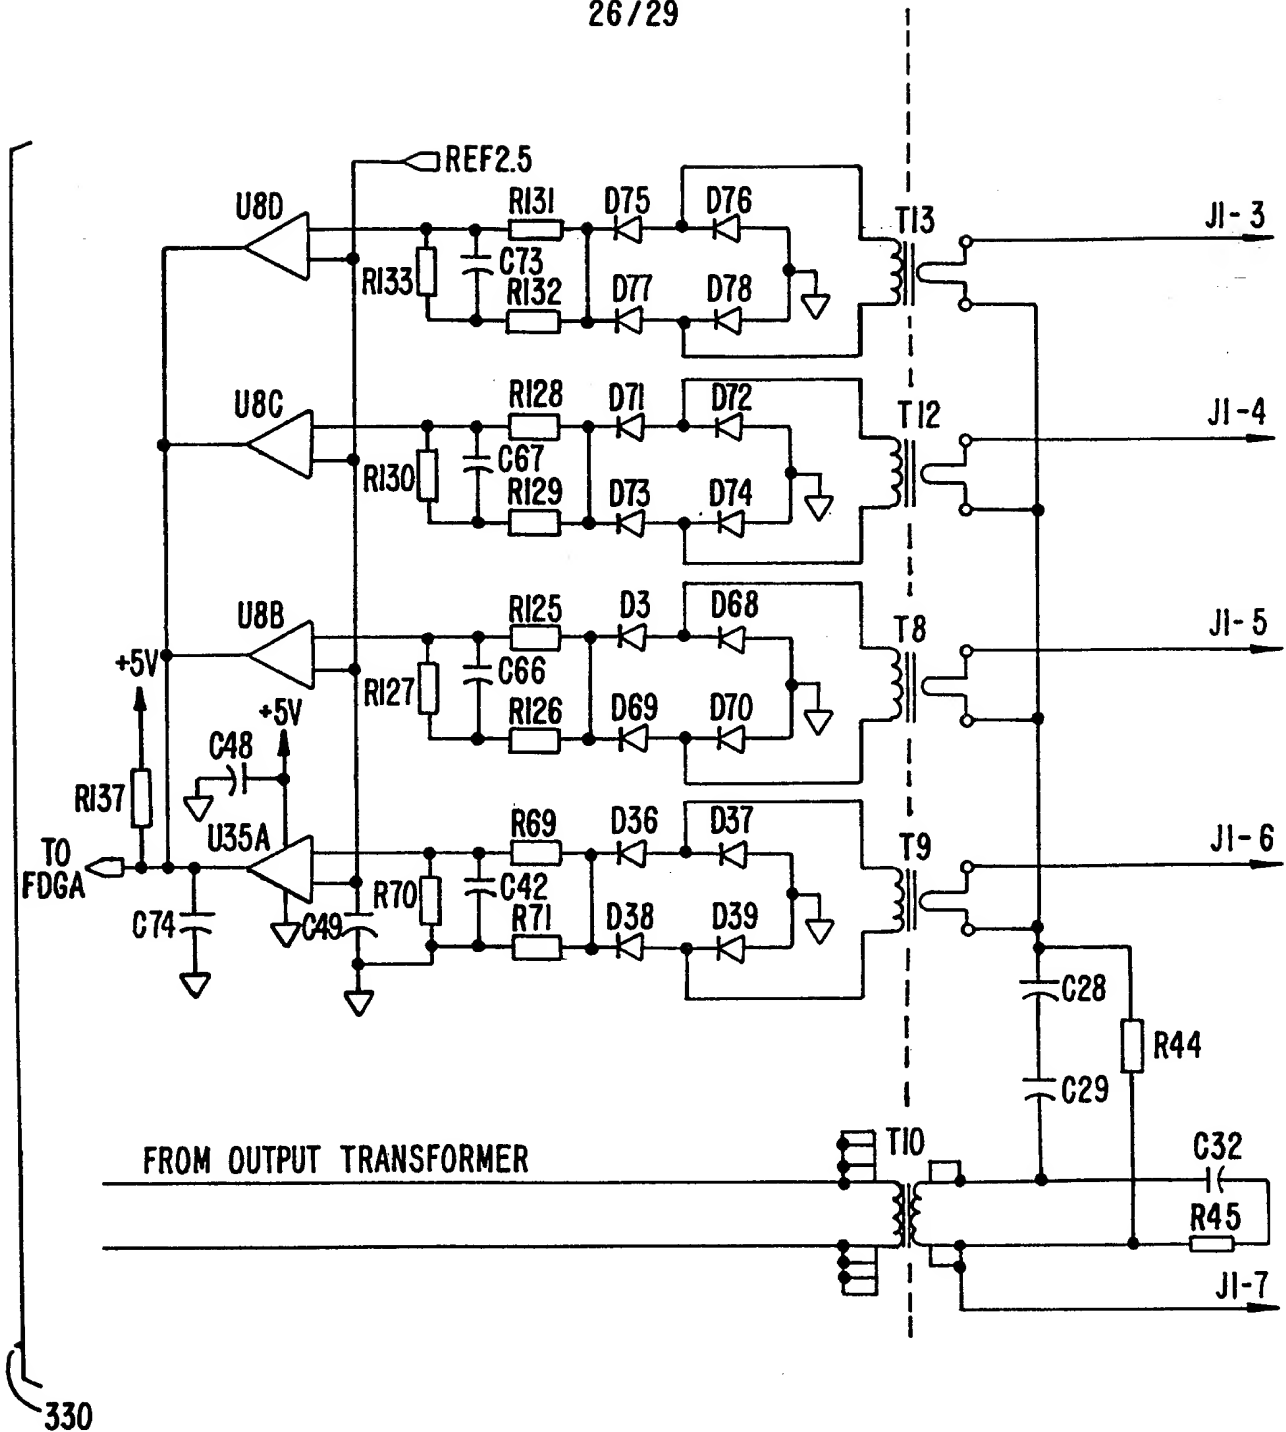 26/29
REF2.5
U8D
R131
D75
D76
T13
J1-3
R133
C73
R132
D77
D78
U8C
R128
D71
D72
T12
J1-4
R130
C67
R129
D73
D74
U8B
R125
D3
D68
T8
J1-5
+5V
R127
C66
R126
D69
D70
+5V
C48
R137
U35A
R69
D36
D37
T9
J1-6
TO
FDGA
R70
C42
C74
C49
R71
D38
D39
C28
R44
C29
FROM OUTPUT TRANSFORMER
T10
C32
R45
J1-7
330